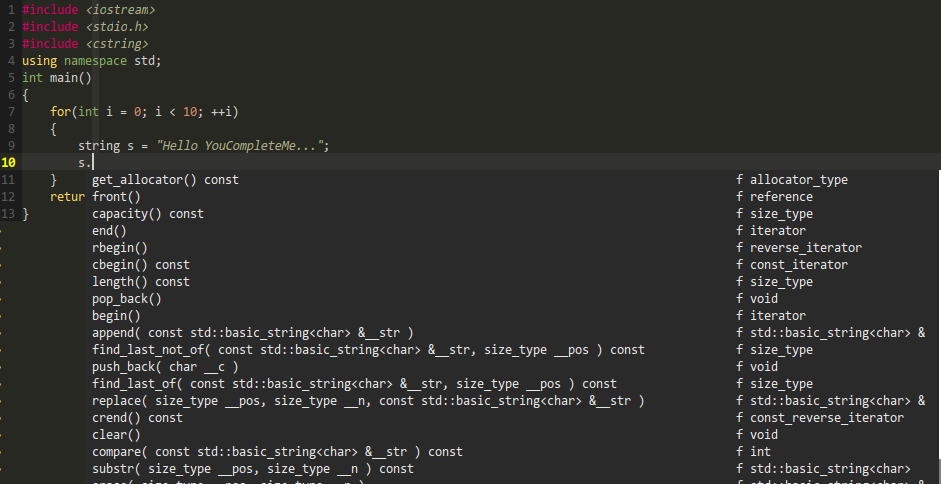 1 #include <iostream>
2 #include <stdio.h>
3 #include <cstring>
4 using namespace std;
5 int main()
6 {
7     for(int i = 0; i < 10; ++i)
8     {
9         string s = "Hello YouCompleteMe...";
10         s.
11     }     get_allocator() const     f allocator_type
12     retur front()     f reference
13 }     capacity() const     f size_type
end()     f iterator
rbegin()     f reverse_iterator
cbegin() const     f const_iterator
length() const     f size_type
pop_back()     f void
begin()     f iterator
append( const std::basic_string<char> &__str )     f std::basic_string<char> &
find_last_not_of( const std::basic_string<char> &__str, size_type __pos ) const     f size_type
push_back( char __c )     f void
find_last_of( const std::basic_string<char> &__str, size_type __pos ) const     f size_type
replace( size_type __pos, size_type __n, const std::basic_string<char> &__str )     f std::basic_string<char> &
crend() const     f const_reverse_iterator
clear()     f void
compare( const std::basic_string<char> &__str ) const     f int
substr( size_type __pos, size_type __n ) const     f std::basic_string<char>